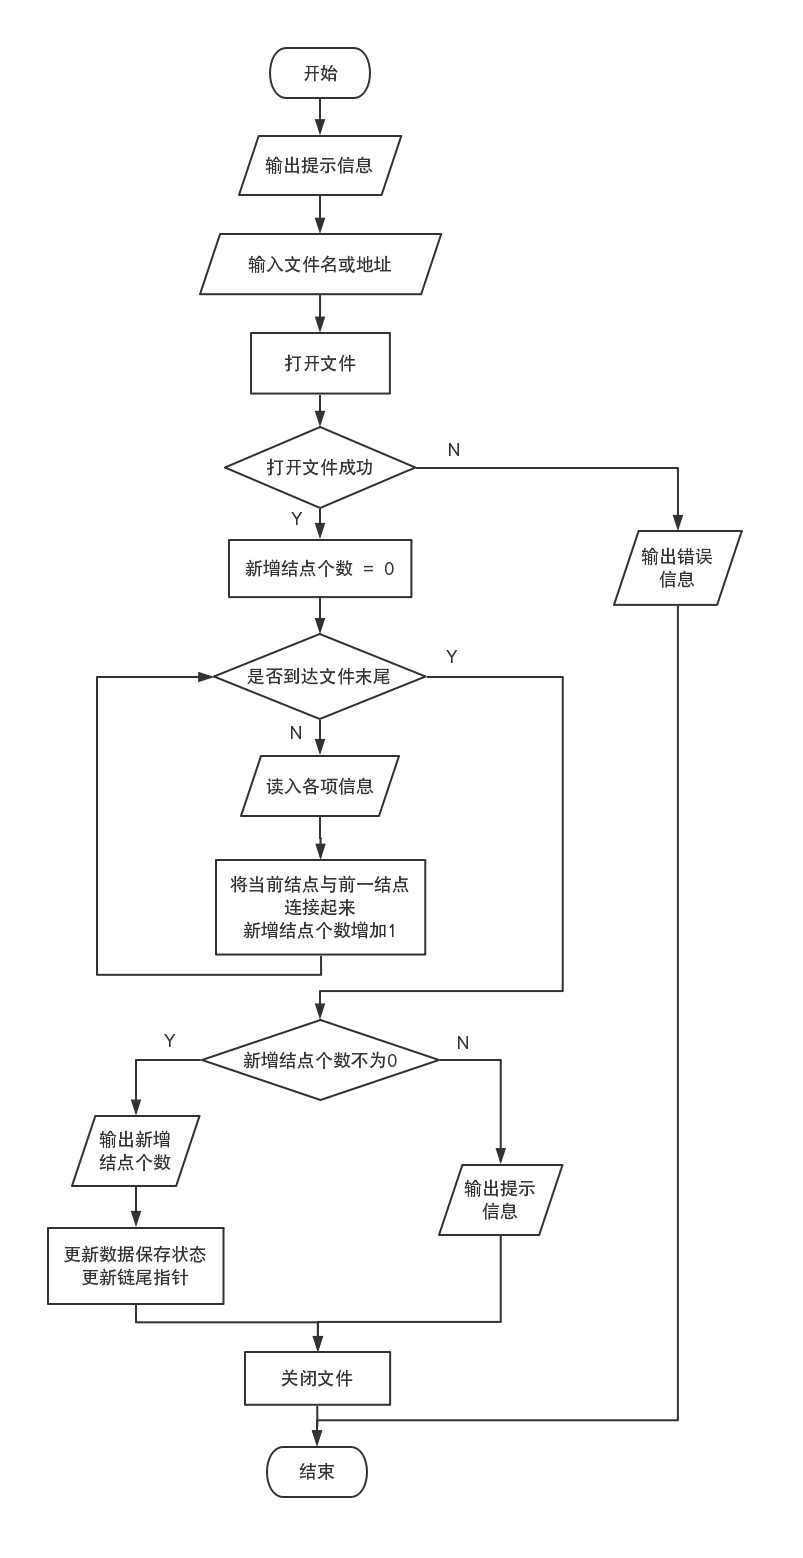 开始
输出提示信息
输入文件名或地址
打开文件
打开文件成功
N
Y
输出错误
信息
新增结点个数 = 0
是否到达文件末尾
Y
N
读入各项信息
将当前结点与前一结点
连接起来
新增结点个数增加1
新增结点个数不为0
Y
N
输出新增
结点个数
输出提示
信息
更新数据保存状态
更新链尾指针
关闭文件
结束